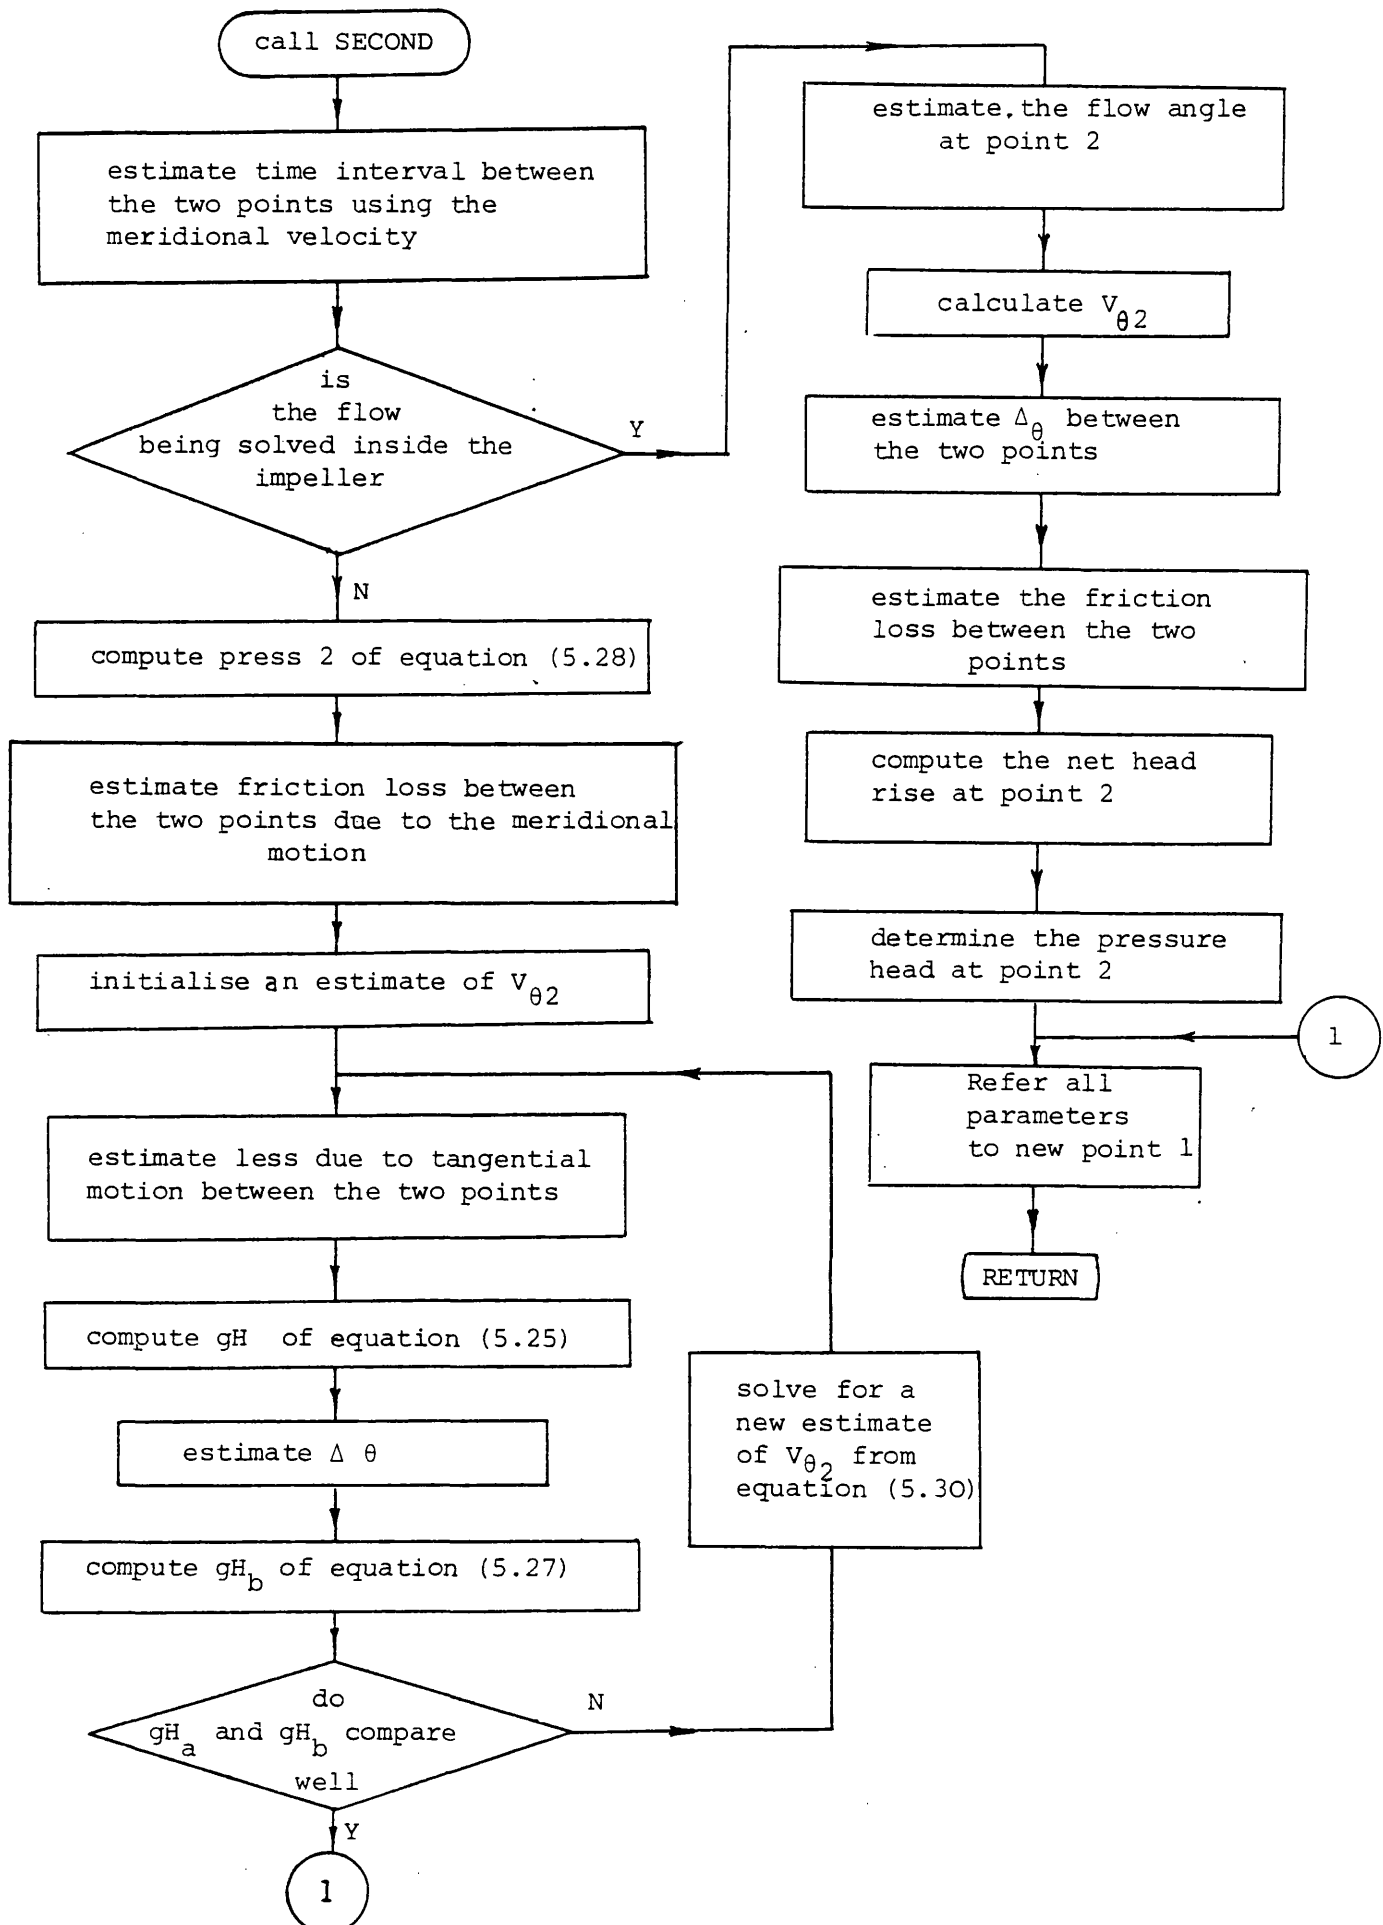 call SECOND
estimate time interval between
the two points using the
meridional velocity
is
the flow
being solved inside the
impeller
Y
N
compute press 2 of equation (5.28)
estimate friction loss between
the two points due to the meridional
motion
initialise an estimate of Vθ2
estimate less due to tangential
motion between the two points
compute gH of equation (5.25)
estimate Δ θ
compute gHb of equation (5.27)
do
gHa and gHb compare
well
N
Y
1
solve for a
new estimate
of Vθ2 from
equation (5.30)
estimate. the flow angle
at point 2
calculate Vθ2
estimate Δθ between
the two points
estimate the friction
loss between the two
points
compute the net head
rise at point 2
determine the pressure
head at point 2
1
Refer all
parameters
to new point 1
RETURN